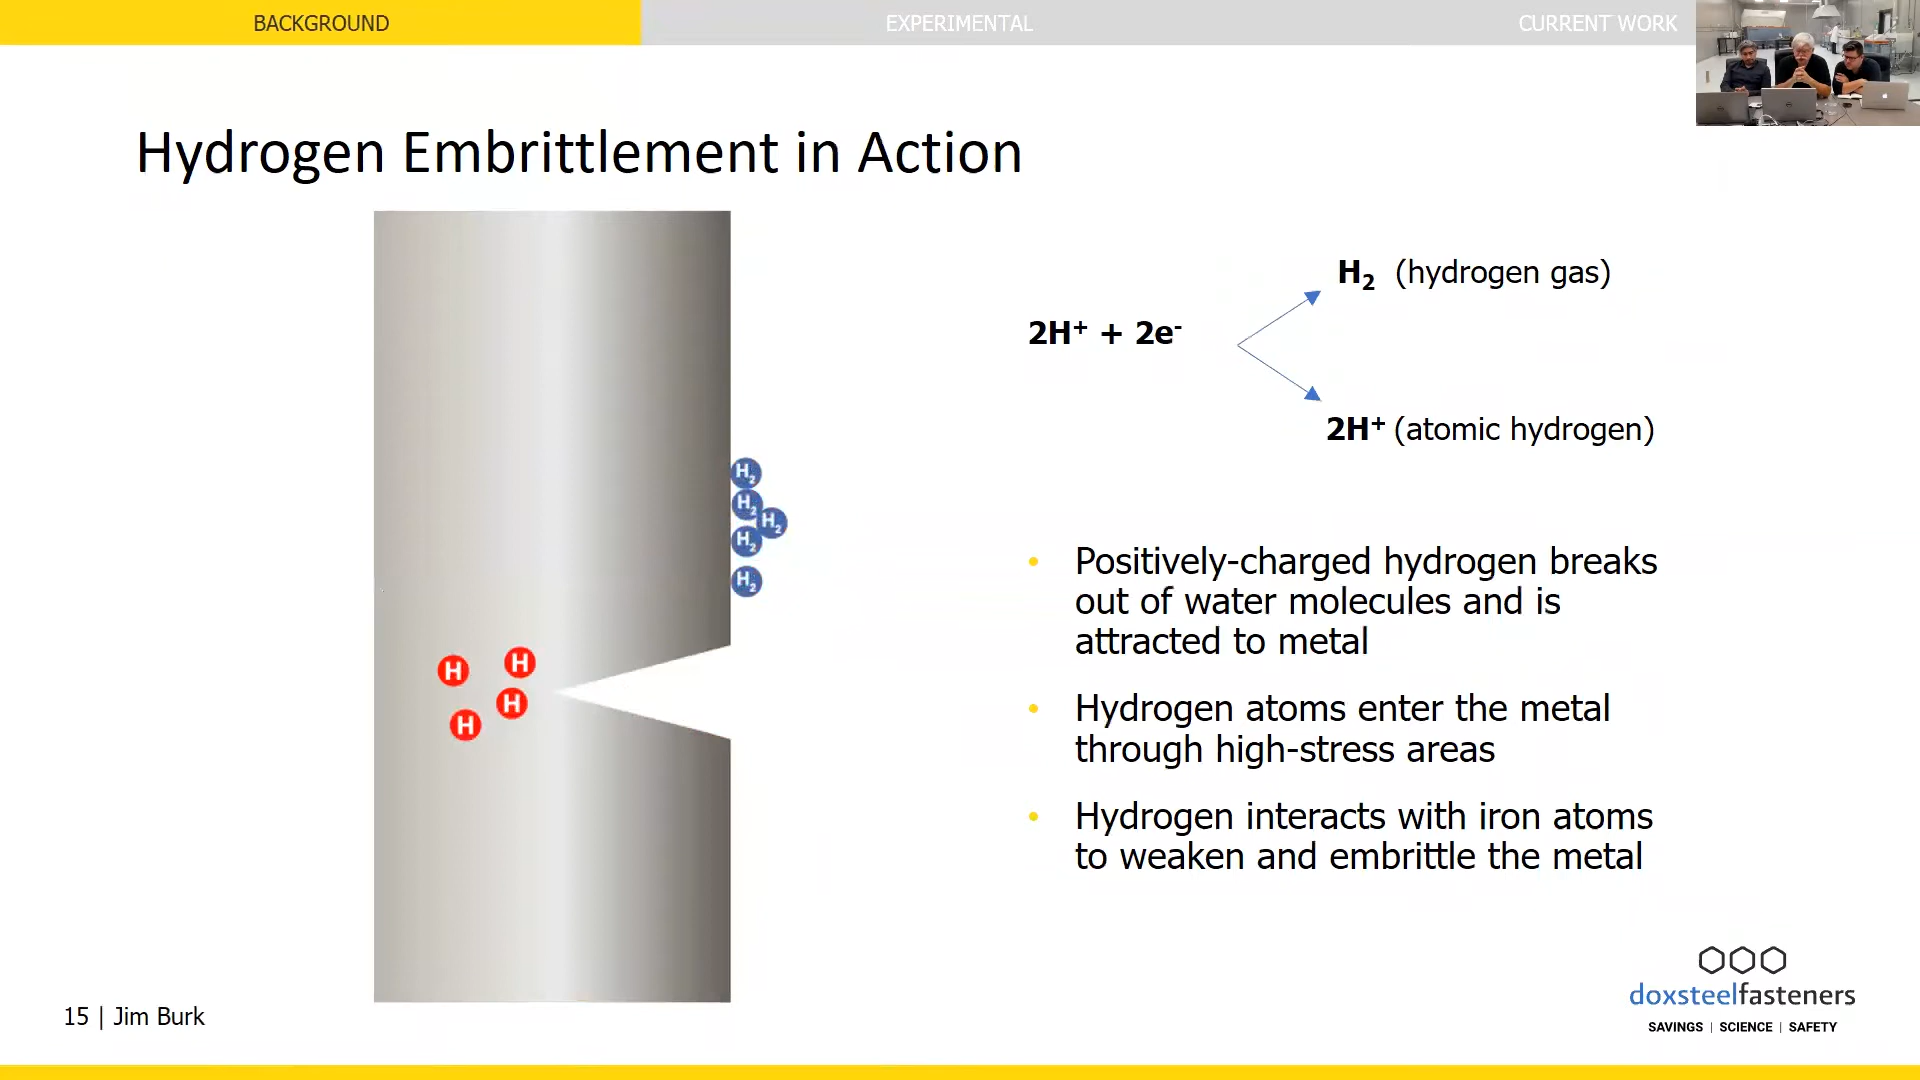 BACKGROUND
EXPERIMENTAL
CURRENT WORK
Hydrogen Embrittlement in Action
H₂ (hydrogen gas)
2H⁺ + 2e⁻
2H⁺ (atomic hydrogen)
H₂
H₂
H₂
H₂
H₂
H
H
H
H
• Positively-charged hydrogen breaks
out of water molecules and is
attracted to metal
• Hydrogen atoms enter the metal
through high-stress areas
• Hydrogen interacts with iron atoms
to weaken and embrittle the metal
15 | Jim Burk
doxsteelfasteners
SAVINGS | SCIENCE | SAFETY